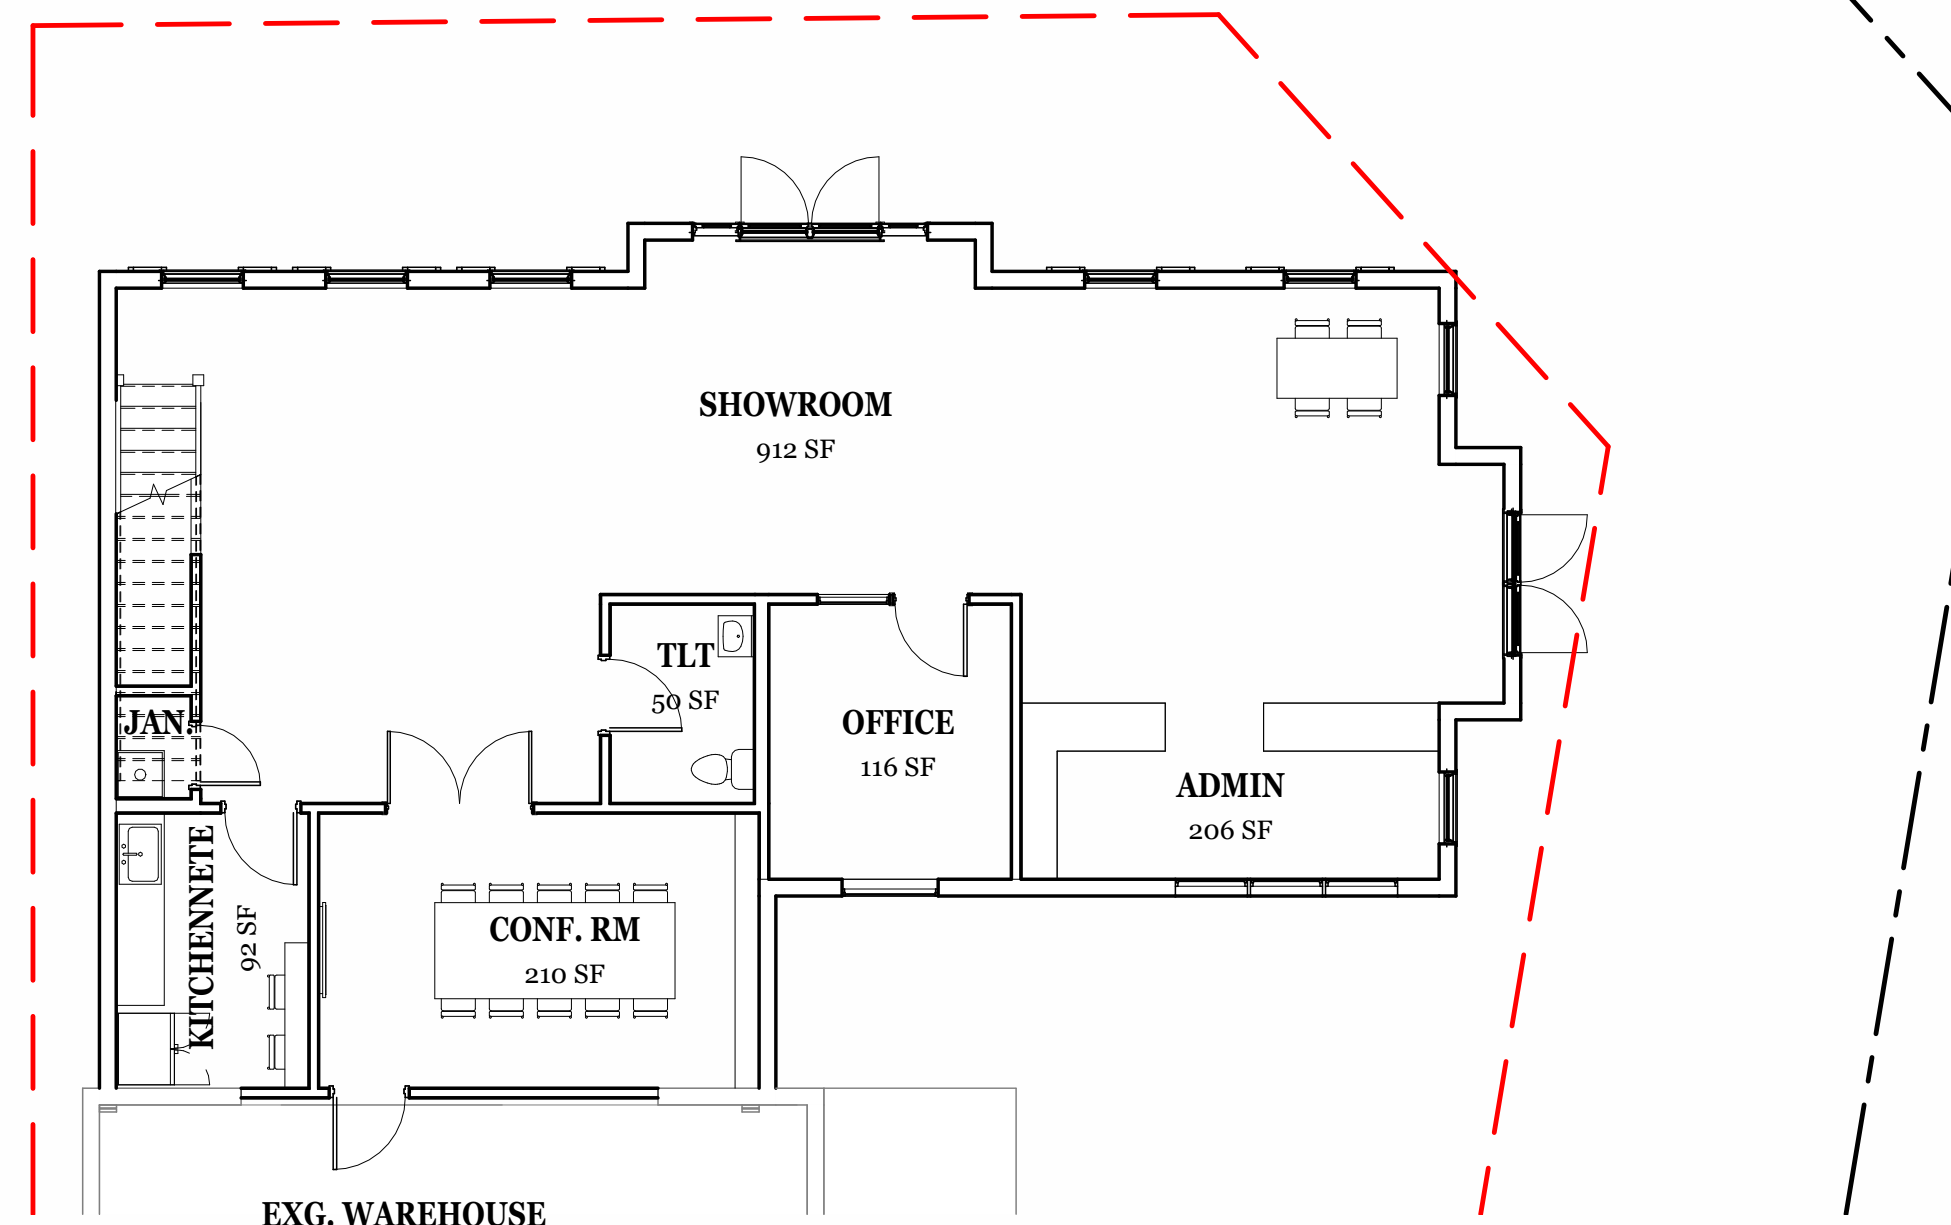 SHOWROOM
912 SF
TLT
50 SF
JAN.
OFFICE
116 SF
ADMIN
206 SF
KITCHENNETE
92 SF
CONF. RM
210 SF
EXG. WAREHOUSE